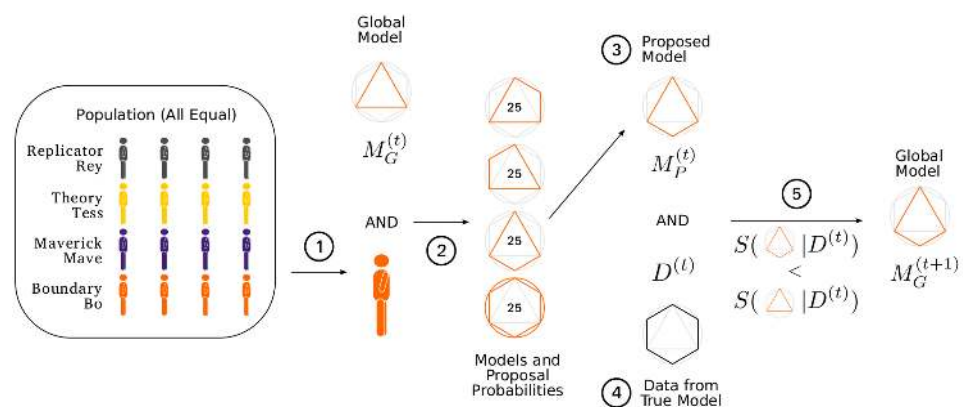 Global
Model
M_G^{(t)}
Population (All Equal)
Replicator
Rey
Theory
Tess
Maverick
Mave
Boundary
Bo
1
AND
2
25
25
25
25
Models and
Proposal
Probabilities
3 Proposed
Model
M_P^{(t)}
AND
D^{(t)}
4 Data from
True Model
5
S( |D^{(t)})
<
S( |D^{(t)})
Global
Model
M_G^{(t+1)}